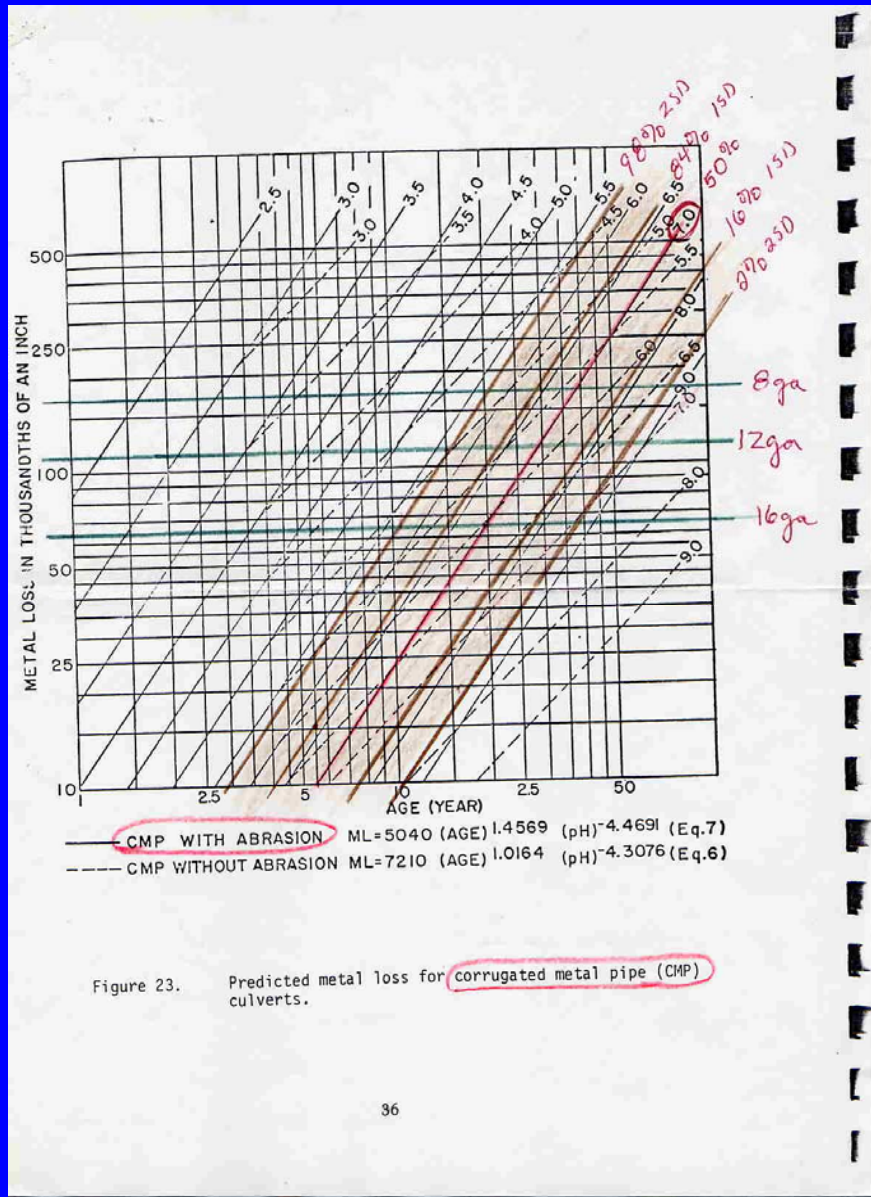 98% 2SD
84% 1SD
50%
16% 1SD
2% 2SD
2.5
3.0
3.5
4.0
4.5
5.0
5.5
6.0
6.5
7.0
3.0
3.5
4.0
4.5
5.0
5.5
8.0
6.0
6.5
9.0
7.0
8.0
9.0
METAL LOSS IN THOUSANDTHS OF AN INCH
500
250
100
50
25
10
8ga
12ga
16ga
1
2.5
5
10
2.5
50
AGE (YEAR)
CMP WITH ABRASION ML=5040 (AGE) 1.4569 (pH)-4.4691 (Eq.7)
CMP WITHOUT ABRASION ML=7210 (AGE) 1.0164 (pH)-4.3076 (Eq.6)
Figure 23. Predicted metal loss for corrugated metal pipe (CMP)
culverts.
36